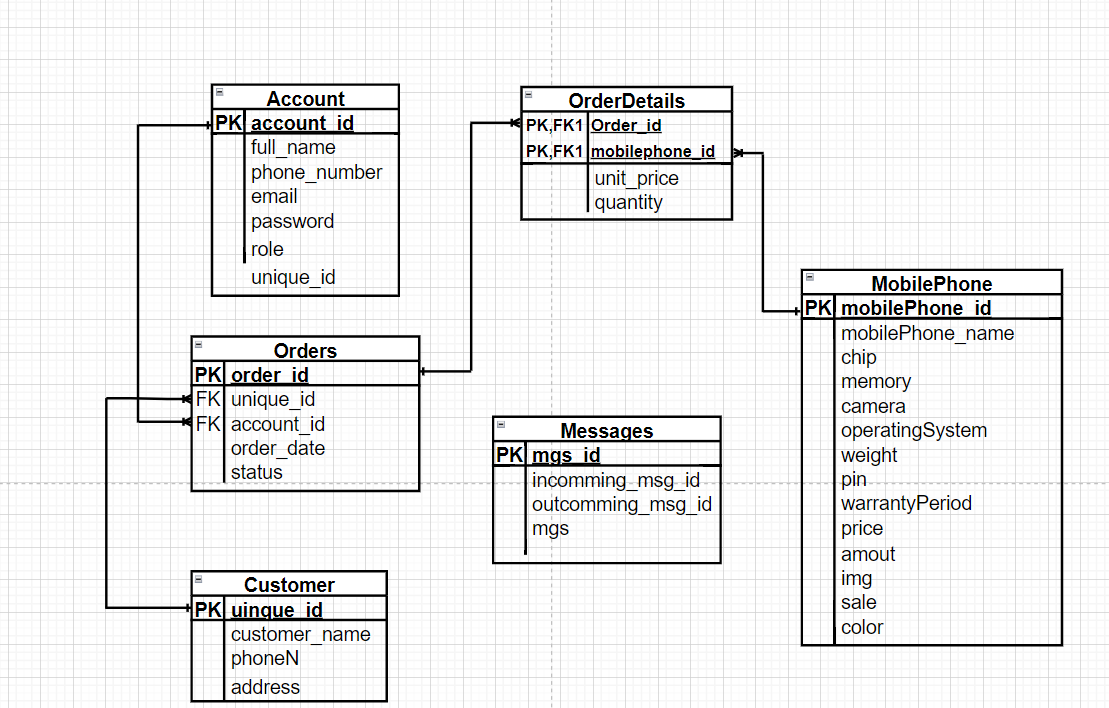 Account
PK account_id
full_name
phone_number
email
password
role
unique_id
OrderDetails
PK,FK1 Order_id
PK,FK1 mobilephone_id
unit_price
quantity
MobilePhone
PK mobilePhone_id
mobilePhone_name
chip
memory
camera
operatingSystem
weight
pin
warrantyPeriod
price
amout
img
sale
color
Orders
PK order_id
FK unique_id
FK account_id
order_date
status
Messages
PK mgs_id
incomming_msg_id
outcomming_msg_id
mgs
Customer
PK uinque_id
customer_name
phoneN
address